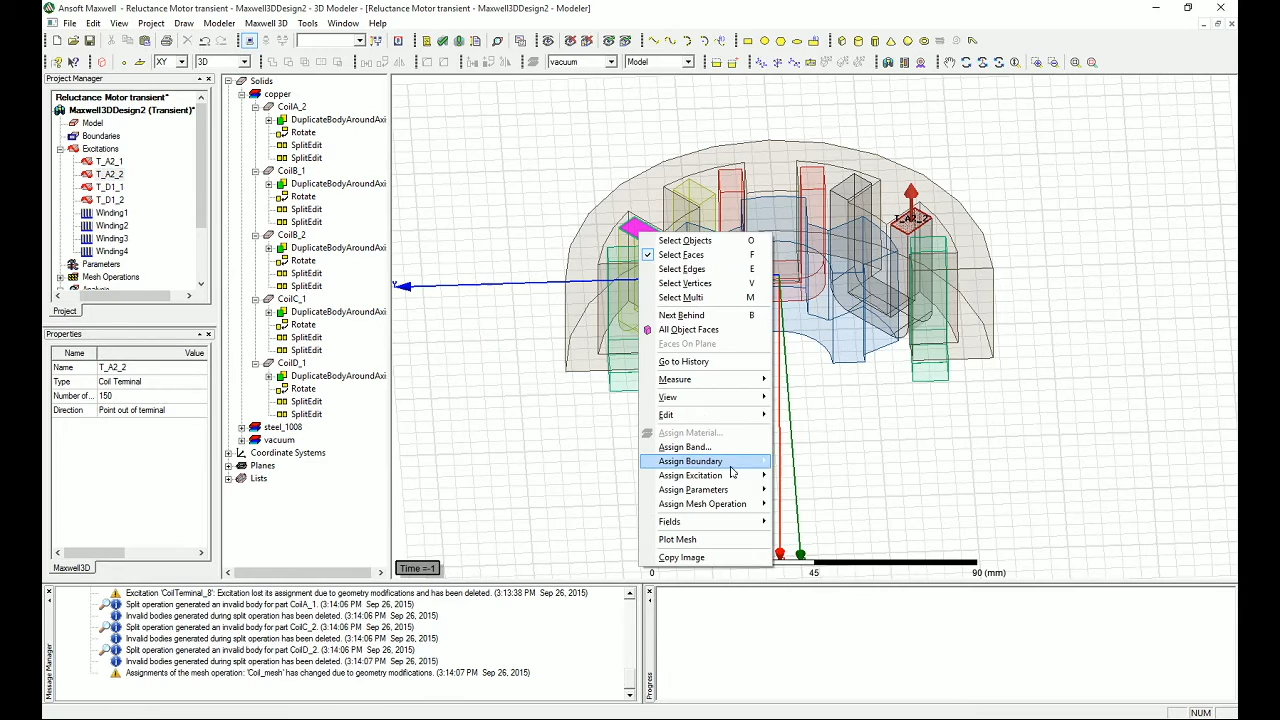 Ansoft Maxwell - Reluctance Motor transient - Maxwell3DDesign2 - 3D Modeler - [Reluctance Motor transient - Maxwell3DDesign2 - Modeler]
File Edit View Project Draw Modeler Maxwell 3D Tools Window Help
XY 3D vacuum Model
Project Manager
Reluctance Motor transient*
Maxwell3DDesign2 (Transient)*
Model
Boundaries
Excitations
T_A2_1
T_A2_2
T_D1_1
T_D1_2
Winding1
Winding2
Winding3
Winding4
Parameters
Mesh Operations
Project
Properties
Name Value
Name T_A2_2
Type Coil Terminal
Number of... 150
Direction Point out of terminal
Maxwell3D
Solids
copper
CoilA_2
DuplicateBodyAroundAxi
Rotate
SplitEdit
SplitEdit
CoilB_1
DuplicateBodyAroundAxi
Rotate
SplitEdit
SplitEdit
CoilB_2
DuplicateBodyAroundAxi
Rotate
SplitEdit
SplitEdit
CoilC_1
DuplicateBodyAroundAxi
Rotate
SplitEdit
SplitEdit
CoilD_1
DuplicateBodyAroundAxi
Rotate
SplitEdit
SplitEdit
steel_1008
vacuum
Coordinate Systems
Planes
Lists
T_A2_2
Select Objects O
Select Faces F
Select Edges E
Select Vertices V
Select Multi M
Next Behind B
All Object Faces
Faces On Plane
Go to History
Measure
View
Edit
Assign Material...
Assign Band...
Assign Boundary
Assign Excitation
Assign Parameters
Assign Mesh Operation
Fields
Plot Mesh
Copy Image
Time =-1
0 45 90 (mm)
Message Manager
Excitation 'CoilTerminal_8': Excitation lost its assignment due to geometry modifications and has been deleted. (3:13:38 PM Sep 26, 2015)
Split operation generated an invalid body for part CoilA_1. (3:14:06 PM Sep 26, 2015)
Invalid bodies generated during split operation has been deleted. (3:14:06 PM Sep 26, 2015)
Split operation generated an invalid body for part CoilC_2. (3:14:06 PM Sep 26, 2015)
Invalid bodies generated during split operation has been deleted. (3:14:06 PM Sep 26, 2015)
Split operation generated an invalid body for part CoilD_2. (3:14:06 PM Sep 26, 2015)
Invalid bodies generated during split operation has been deleted. (3:14:07 PM Sep 26, 2015)
Assignments of the mesh operation: 'Coil_mesh' has changed due to geometry modifications. (3:14:07 PM Sep 26, 2015)
Progress
NUM